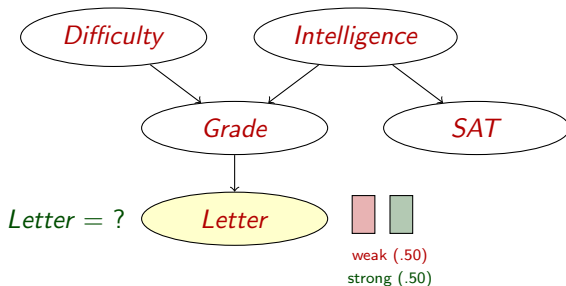 Difficulty
Intelligence
Grade
SAT
Letter = ?
Letter
weak (.50)
strong (.50)